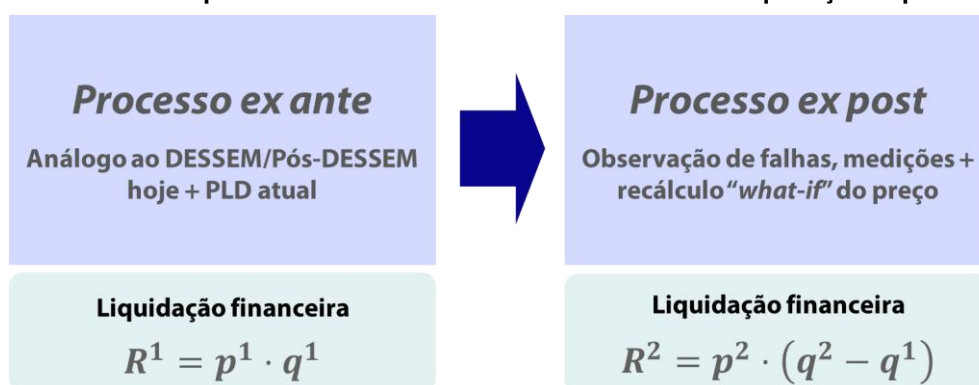 Processo ex ante
Análogo ao DESSEM/Pós-DESSEM
hoje + PLD atual
Liquidação financeira
R¹ = p¹ · q¹
Processo ex post
Observação de falhas, medições +
recálculo “what-if” do preço
Liquidação financeira
R² = p² · (q² − q¹)